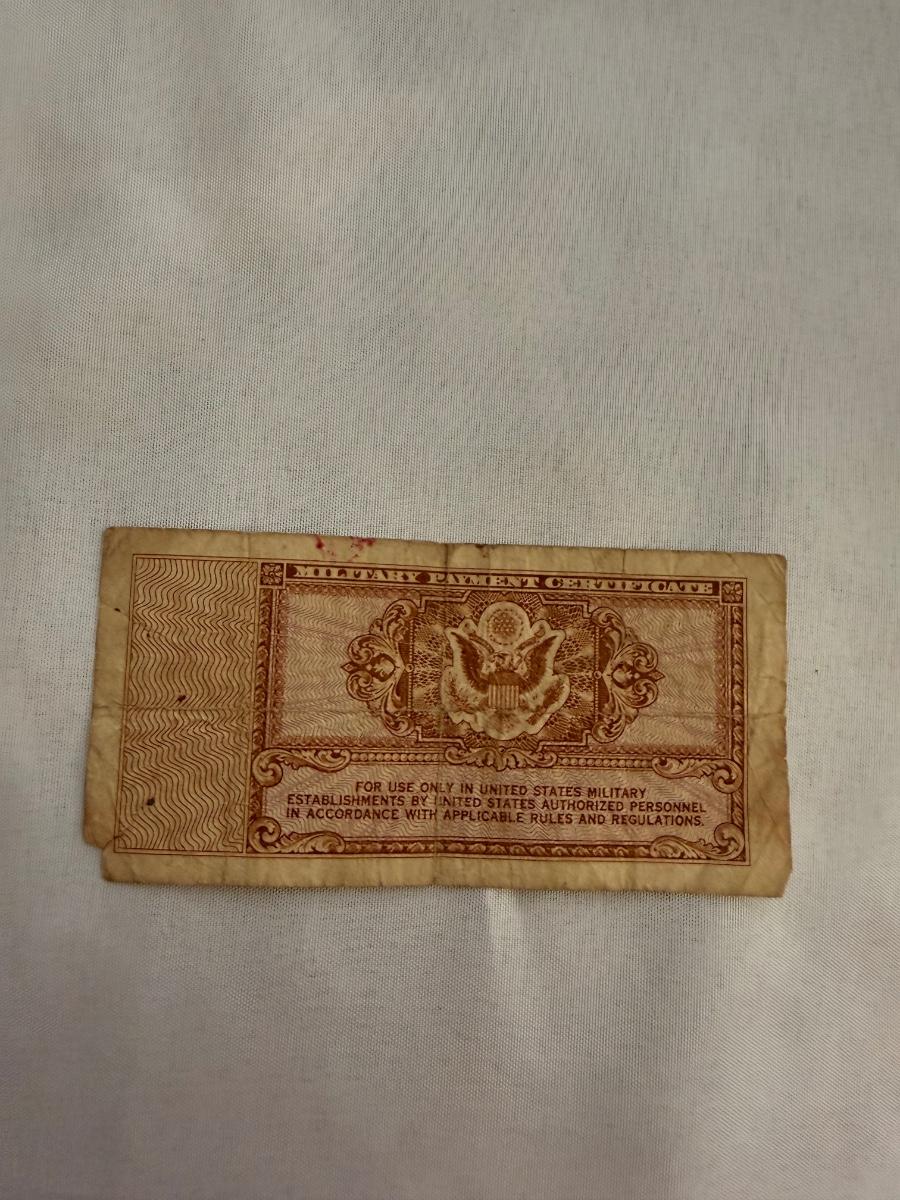 MILITARY PAYMENT CERTIFICATE
FOR USE ONLY IN UNITED STATES MILITARY
ESTABLISHMENTS BY UNITED STATES AUTHORIZED PERSONNEL
IN ACCORDANCE WITH APPLICABLE RULES AND REGULATIONS.